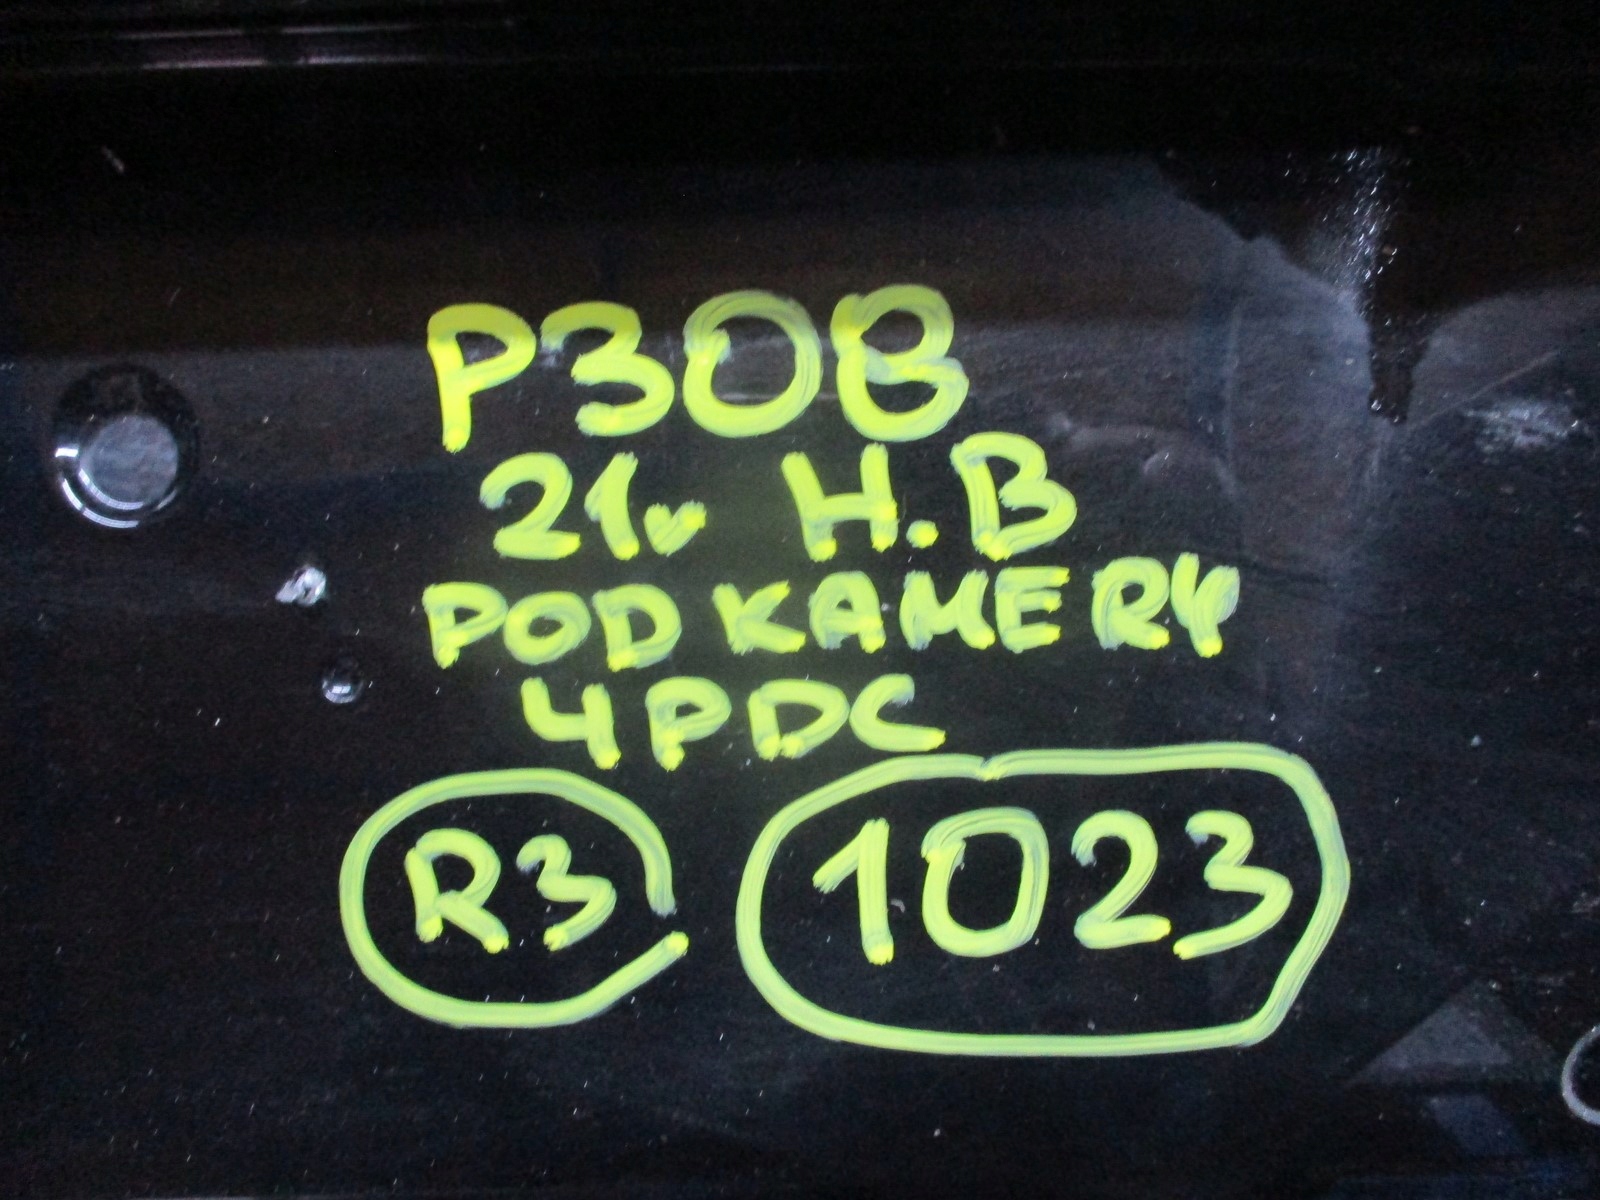 P308
21r H.B
POD KAMERY
4PDC
R3 1023